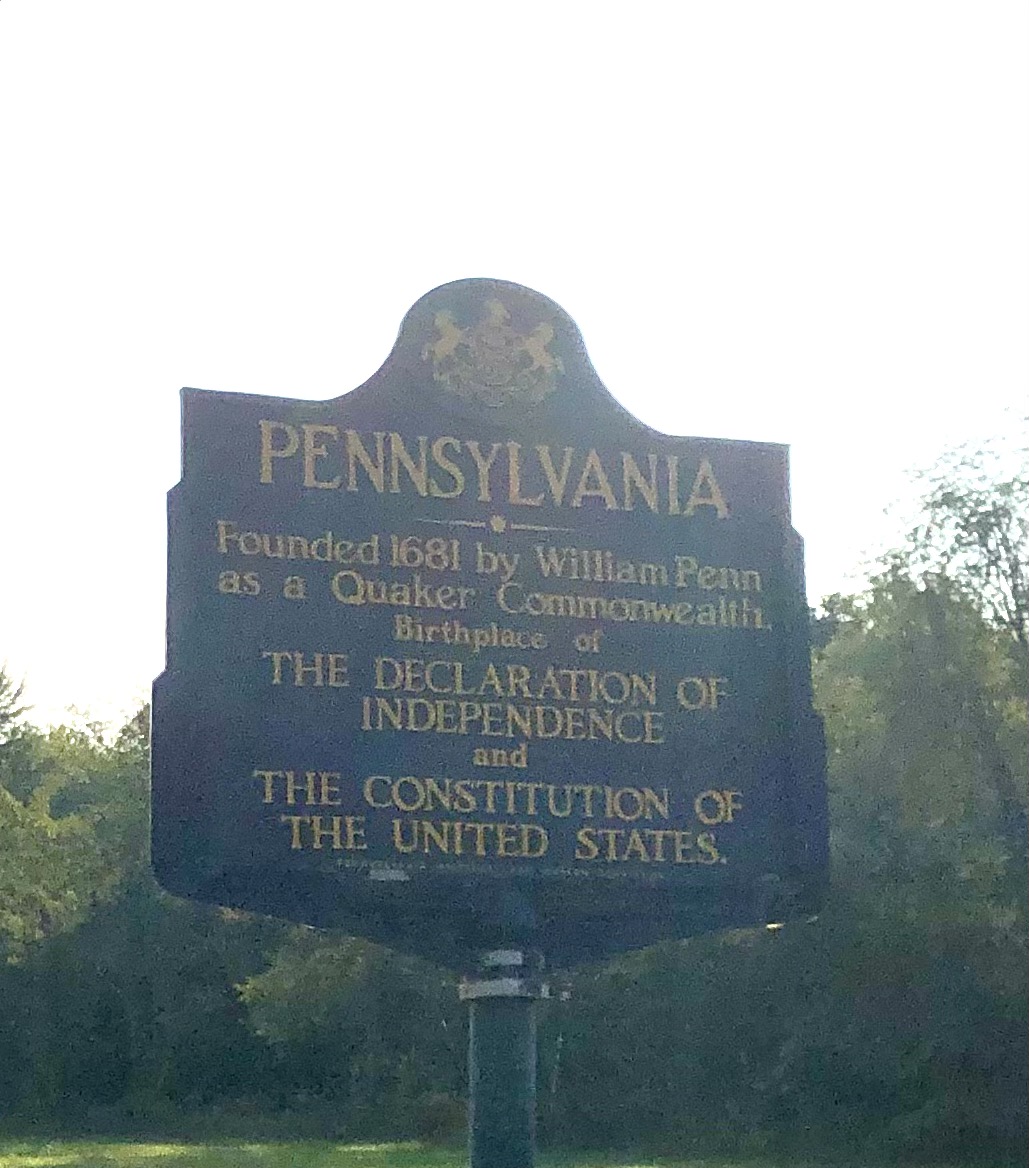 PENNSYLVANIA
Founded 1681 by William Penn
as a Quaker Commonwealth.
Birthplace of
THE DECLARATION OF
INDEPENDENCE
and
THE CONSTITUTION OF
THE UNITED STATES.